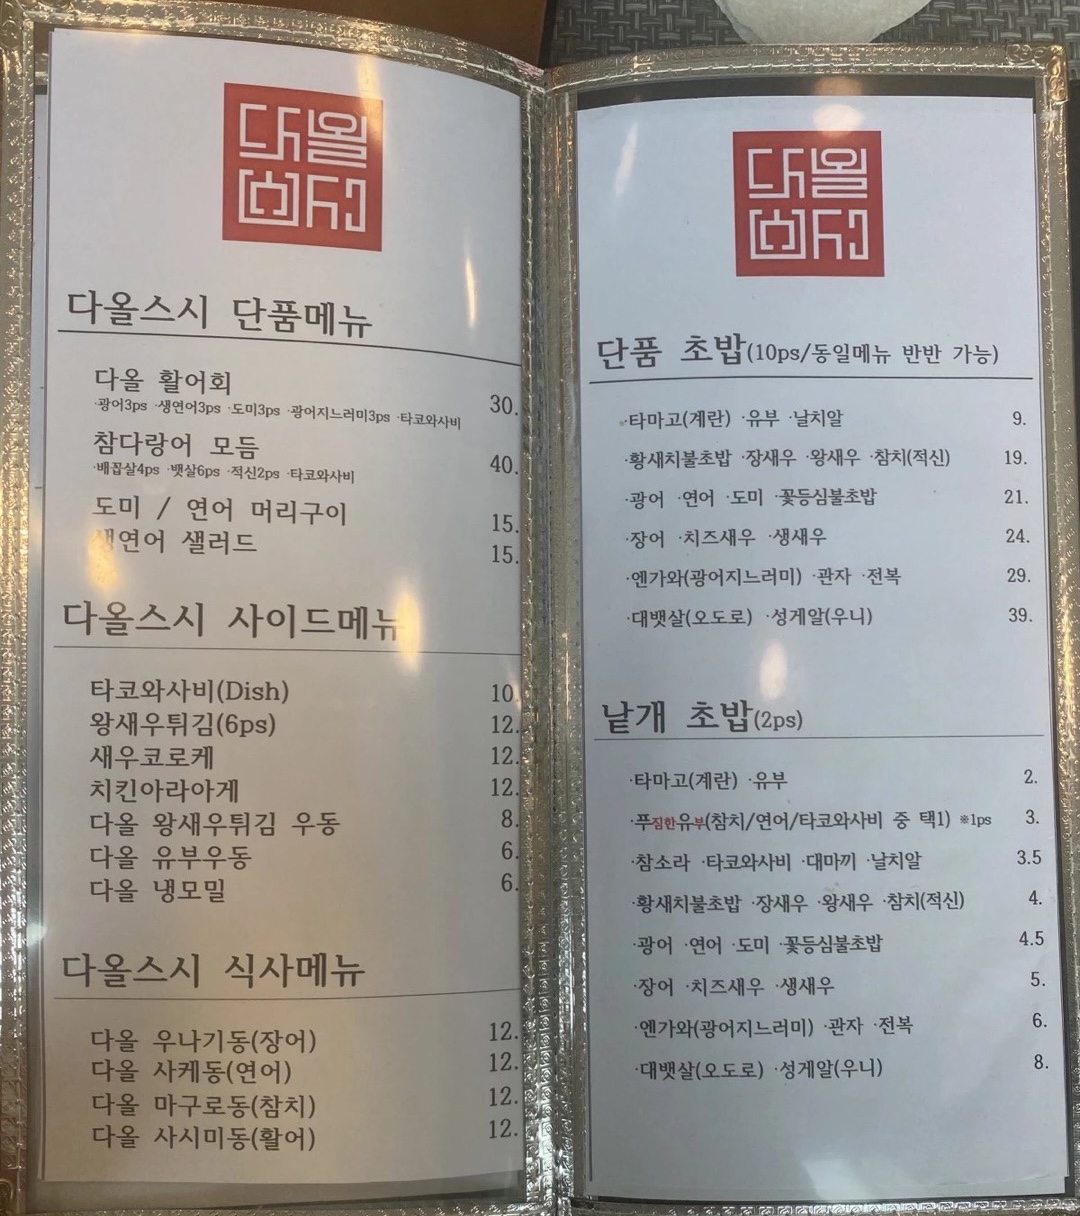 다올스시
다올스시 단품메뉴
다올 활어회 30.
·광어3ps ·생연어3ps ·도미3ps ·광어지느러미3ps ·타코와사비
참다랑어 모듬 40.
·배꼽살4ps ·뱃살6ps ·적신2ps ·타코와사비
도미 / 연어 머리구이 15.
생연어 샐러드 15.
다올스시 사이드메뉴
타코와사비(Dish) 10
왕새우튀김(6ps) 12.
새우코로케 12.
치킨아라아게 12.
다올 왕새우튀김 우동 8.
다올 유부우동 6.
다올 냉모밀 6.
다올스시 식사메뉴
다올 우나기동(장어) 12.
다올 사케동(연어) 12.
다올 마구로동(참치) 12.
다올 사시미동(활어) 12.
다올스시
단품 초밥(10ps/동일메뉴 반반 가능)
·타마고(계란) ·유부 ·날치알 9.
·황새치불초밥 ·장새우 ·왕새우 ·참치(적신) 19.
·광어 ·연어 ·도미 ·꽃등심불초밥 21.
·장어 ·치즈새우 ·생새우 24.
·엔가와(광어지느러미) ·관자 ·전복 29.
·대뱃살(오도로) ·성게알(우니) 39.
낱개 초밥(2ps)
·타마고(계란) ·유부 2.
·푸짐한유부(참치/연어/타코와사비 중 택1) ※1ps 3.
·참소라 ·타코와사비 ·대마끼 ·날치알 3.5
·황새치불초밥 ·장새우 ·왕새우 ·참치(적신) 4.
·광어 ·연어 ·도미 ·꽃등심불초밥 4.5
·장어 ·치즈새우 ·생새우 5.
·엔가와(광어지느러미) ·관자 ·전복 6.
·대뱃살(오도로) ·성게알(우니) 8.